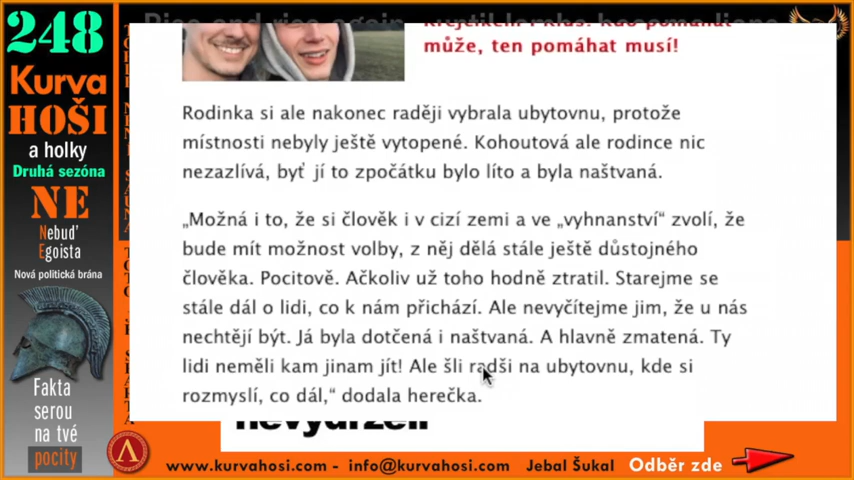 248
Kurva
HOŠI
a holky
Druhá sezóna
NE
Nebuď
Egoista
Nová politická brána
Fakta
serou
na tvé
pocity
může, ten pomáhat musí!
Rodinka si ale nakonec raději vybrala ubytovnu, protože
místnosti nebyly ještě vytopené. Kohoutová ale rodince nic
nezazlívá, byť jí to zpočátku bylo líto a byla naštvaná.
„Možná i to, že si člověk i v cizí zemi a ve „vyhnanství“ zvolí, že
bude mít možnost volby, z něj dělá stále ještě důstojného
člověka. Pocitově. Ačkoliv už toho hodně ztratil. Starejme se
stále dál o lidi, co k nám přichází. Ale nevyčítejme jim, že u nás
nechtějí být. Já byla dotčená i naštvaná. A hlavně zmatená. Ty
lidi neměli kam jinam jít! Ale šli radši na ubytovnu, kde si
rozmyslí, co dál,“ dodala herečka.
nevydrželi
www.kurvahosi.com - info@kurvahosi.com Jebal Šukal Odběr zde